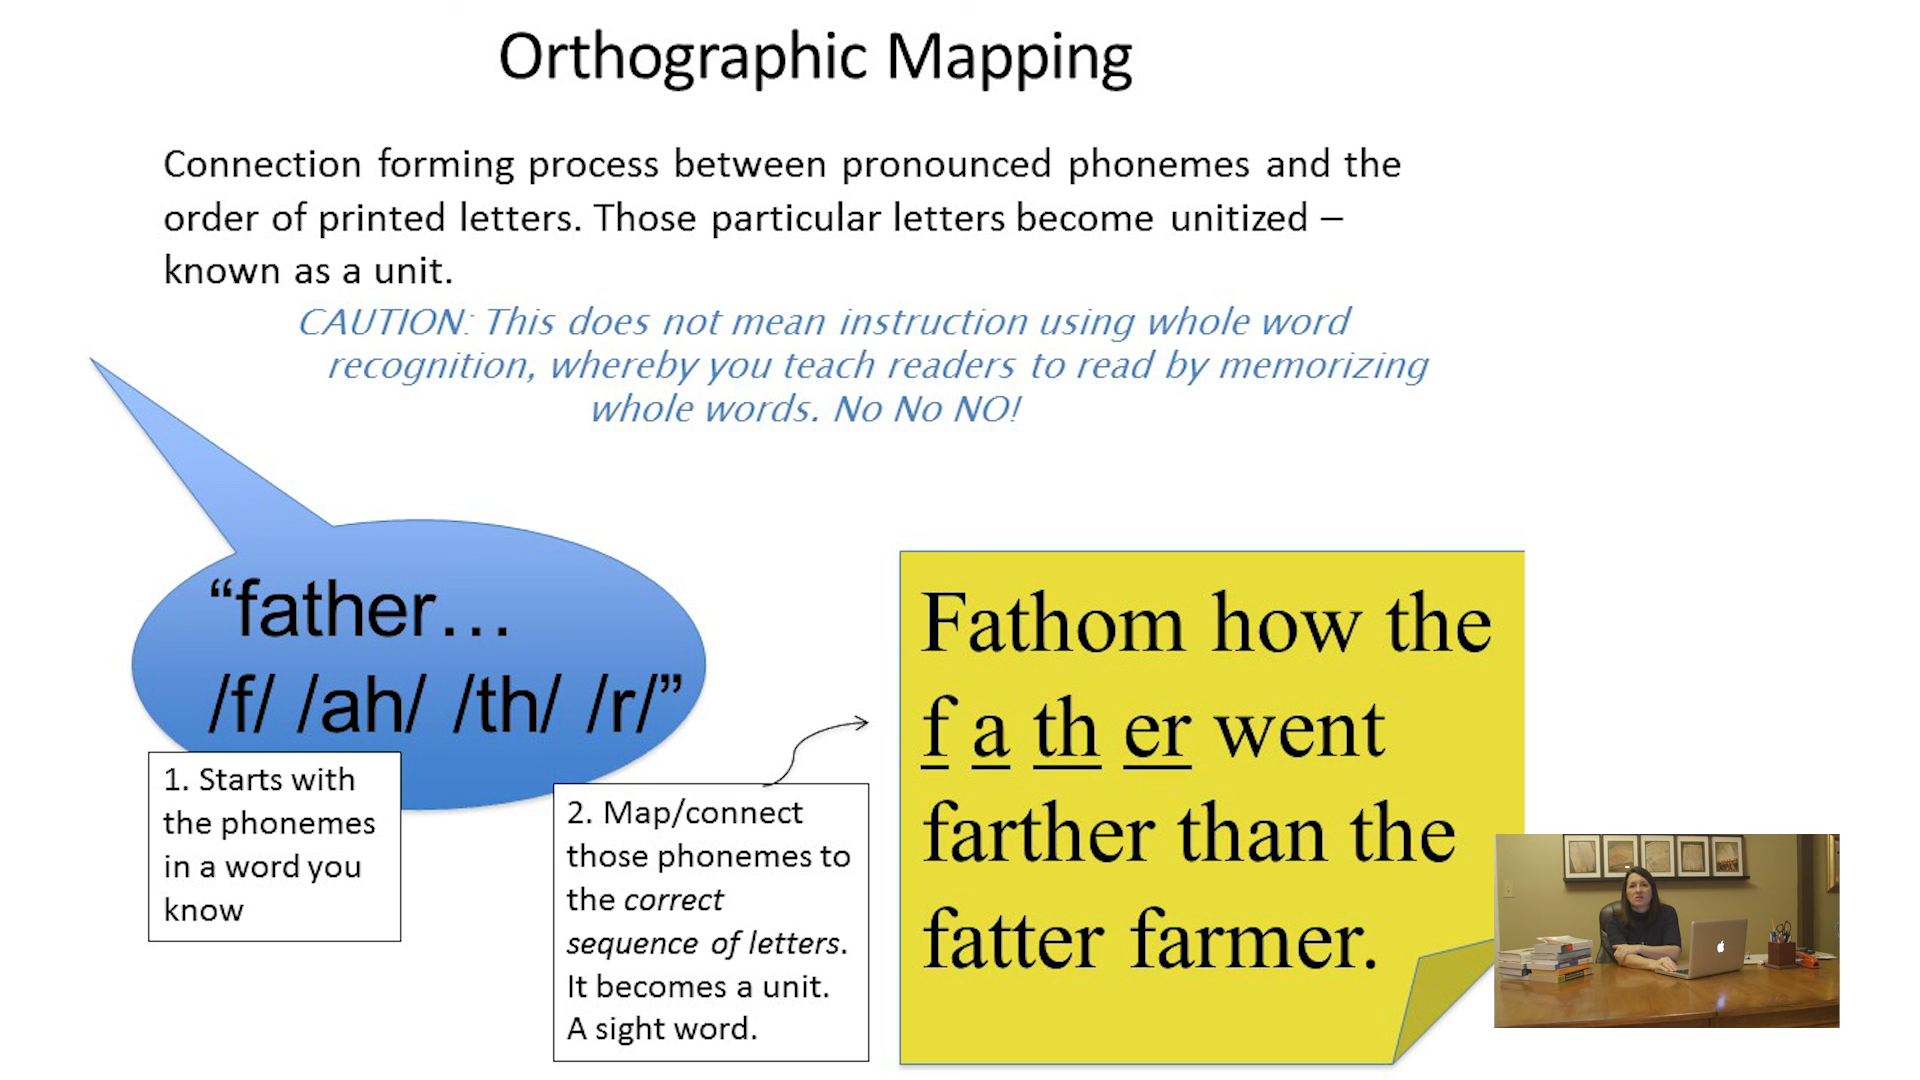 Orthographic Mapping
Connection forming process between pronounced phonemes and the
order of printed letters. Those particular letters become unitized –
known as a unit.
CAUTION: This does not mean instruction using whole word
recognition, whereby you teach readers to read by memorizing
whole words. No No NO!
“father…
/f/ /ah/ /th/ /r/”
1. Starts with
the phonemes
in a word you
know
2. Map/connect
those phonemes to
the correct
sequence of letters.
It becomes a unit.
A sight word.
Fathom how the
f a th er went
farther than the
fatter farmer.